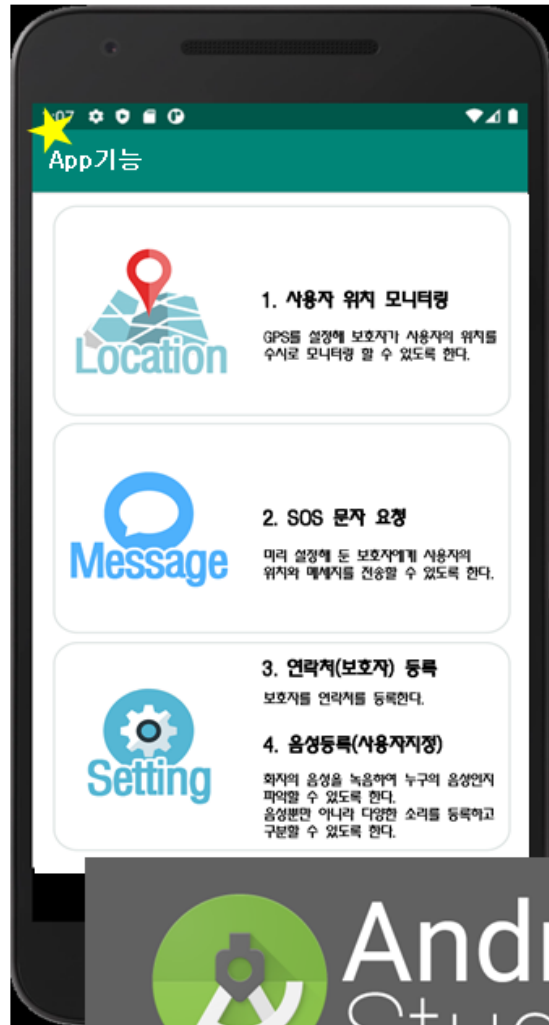 App기능
Location
1. 사용자 위치 모니터링
GPS를 설정해 보호자가 사용자의 위치를
수시로 모니터링 할 수 있도록 한다.
Message
2. SOS 문자 요청
미리 설정해 둔 보호자에게 사용자의
위치와 메세지를 전송할 수 있도록 한다.
Setting
3. 연락처(보호자) 등록
보호자를 연락처를 등록한다.
4. 음성등록(사용자지정)
화자의 음성을 녹음하여 누구의 음성인지
파악할 수 있도록 한다.
음성뿐만 아니라 다양한 소리를 등록하고
구분할 수 있도록 한다.